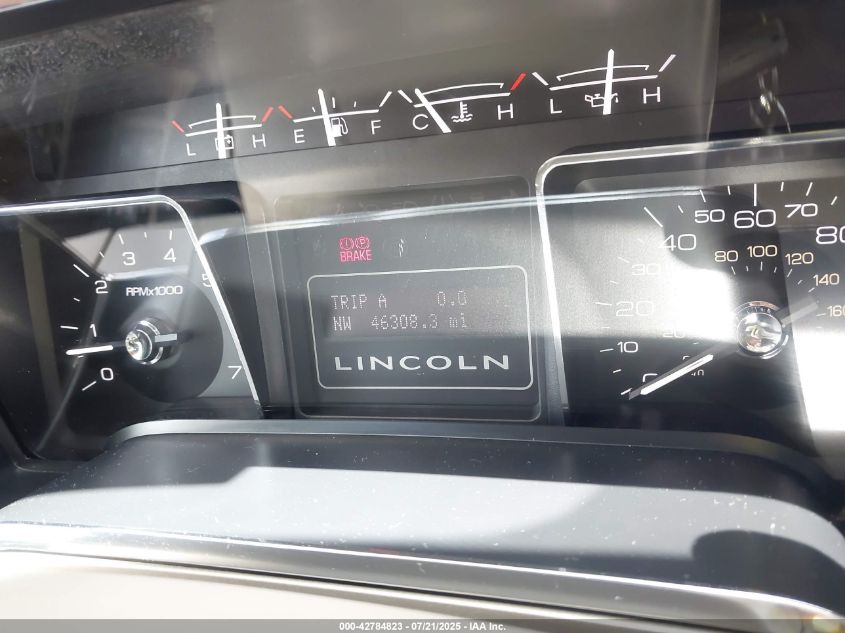 L H E F C H L H
0 1 2 3 4 5 7
RPMx1000
BRAKE
TRIP A 0.0
NW 46308.3 mi
LINCOLN
0 10 20 30 40 50 60 70 80
20 80 100 120 140 160
000-42784823 - 07/21/2025 - IAA Inc.